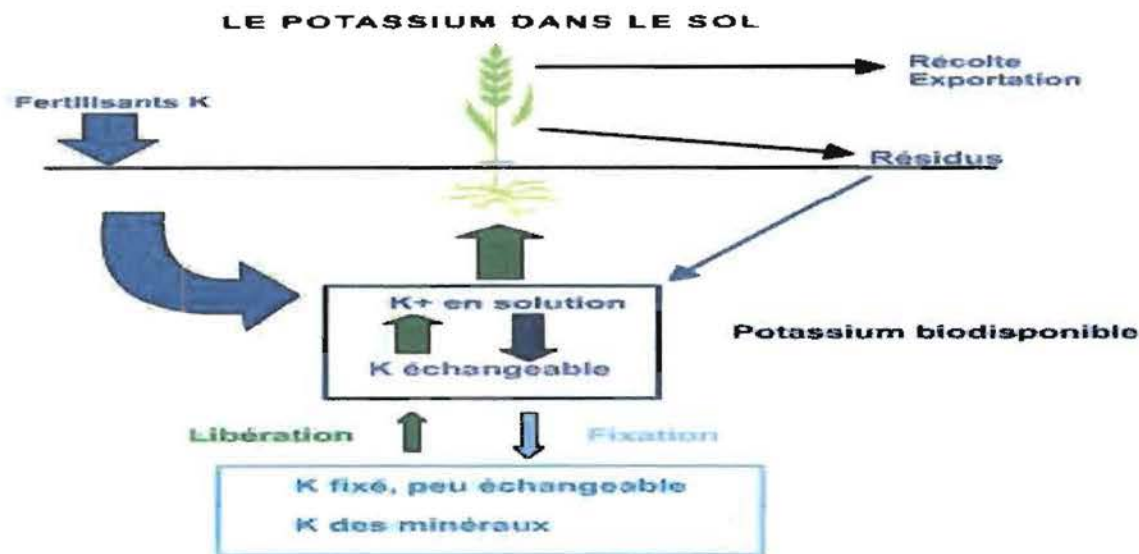 LE POTASSIUM DANS LE SOL
Récolte
Exportation
Fertilisants K
Résidus
K+ en solution
Potassium biodisponible
K échangeable
Libération
Fixation
K fixé, peu échangeable
K des minéraux